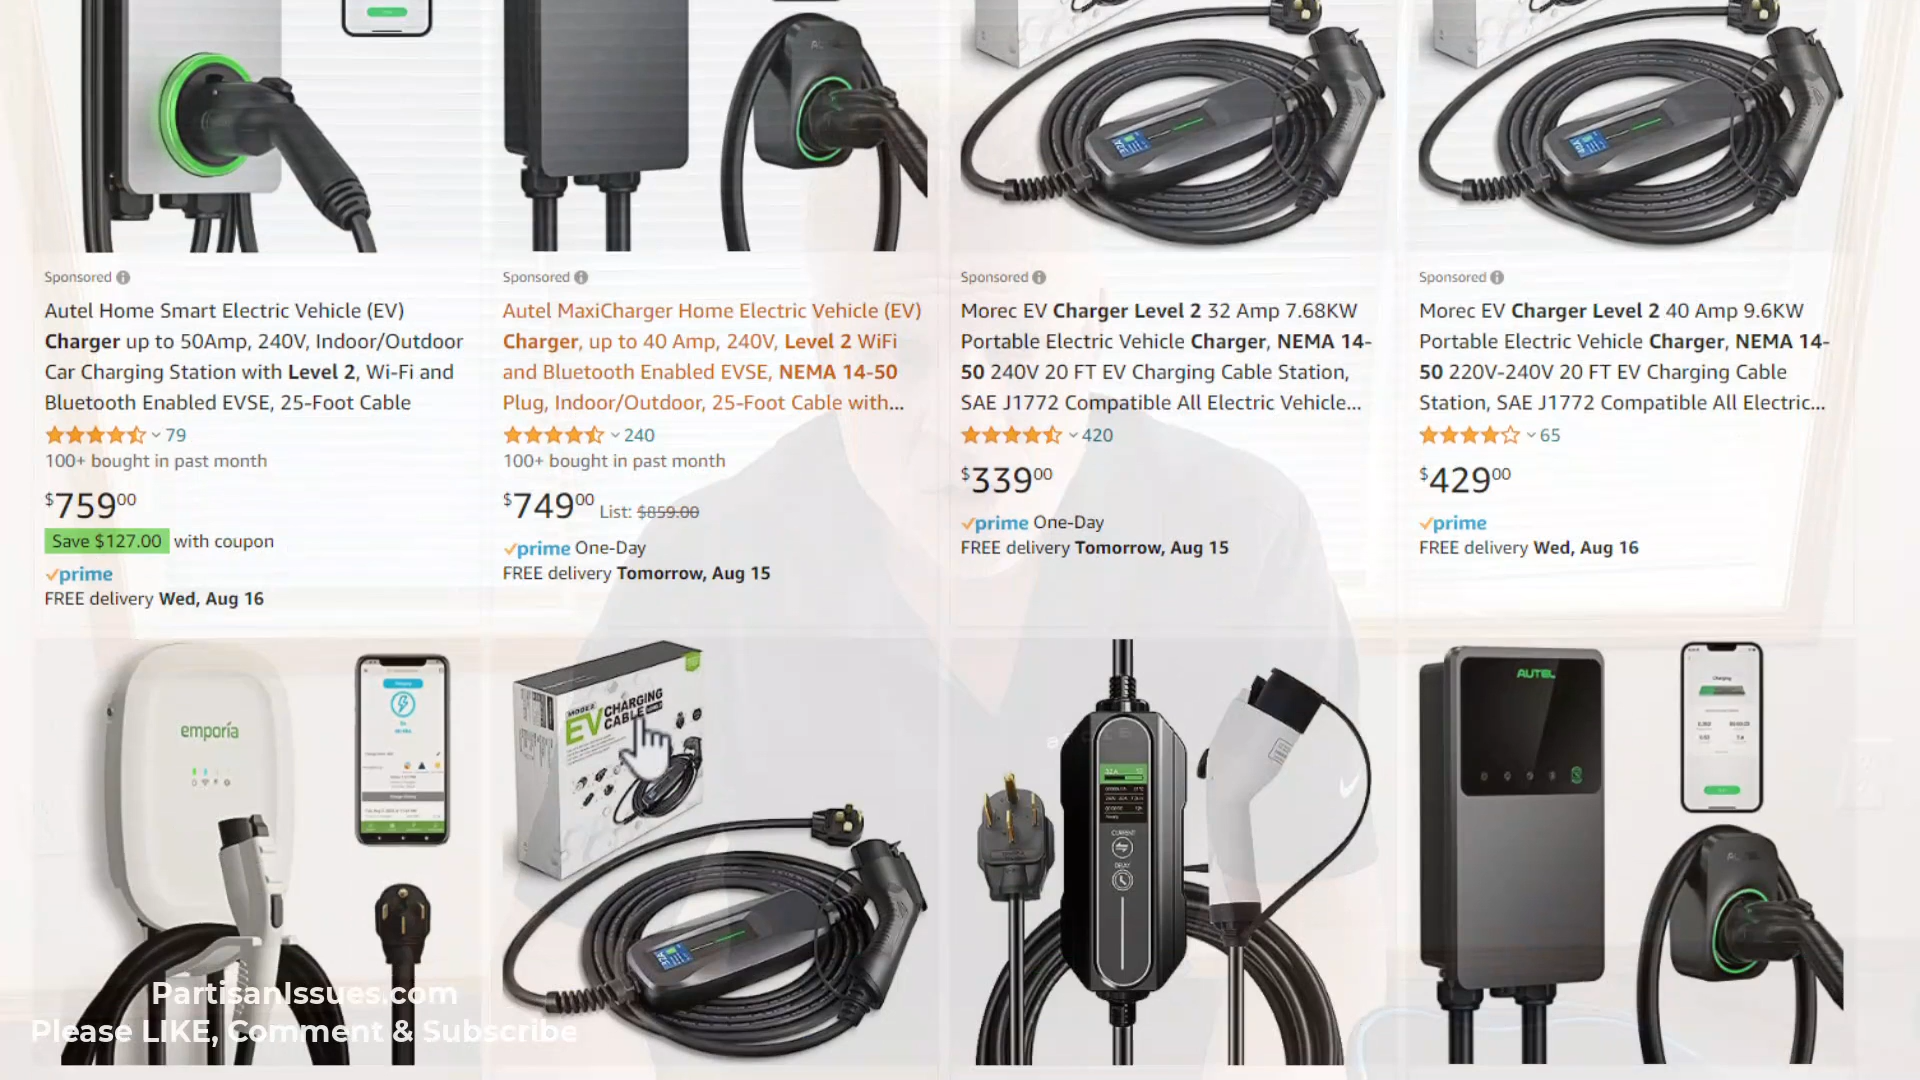 Sponsored
Autel Home Smart Electric Vehicle (EV)
Charger up to 50Amp, 240V, Indoor/Outdoor
Car Charging Station with Level 2, Wi-Fi and
Bluetooth Enabled EVSE, 25-Foot Cable
79
100+ bought in past month
$75900
Save $127.00 with coupon
prime
FREE delivery Wed, Aug 16
Sponsored
Autel MaxiCharger Home Electric Vehicle (EV)
Charger, up to 40 Amp, 240V, Level 2 WiFi
and Bluetooth Enabled EVSE, NEMA 14-50
Plug, Indoor/Outdoor, 25-Foot Cable with...
240
100+ bought in past month
$74900 List: $859.00
prime One-Day
FREE delivery Tomorrow, Aug 15
Sponsored
Morec EV Charger Level 2 32 Amp 7.68KW
Portable Electric Vehicle Charger, NEMA 14-
50 240V 20 FT EV Charging Cable Station,
SAE J1772 Compatible All Electric Vehicle...
420
$33900
prime One-Day
FREE delivery Tomorrow, Aug 15
Sponsored
Morec EV Charger Level 2 40 Amp 9.6KW
Portable Electric Vehicle Charger, NEMA 14-
50 220V-240V 20 FT EV Charging Cable
Station, SAE J1772 Compatible All Electric...
65
$42900
prime
FREE delivery Wed, Aug 16
emporia
EV CHARGING
CABLE
CURRENT
DELAY
AUTEL
Charging
PartisanIssues.com
Please LIKE, Comment & Subscribe